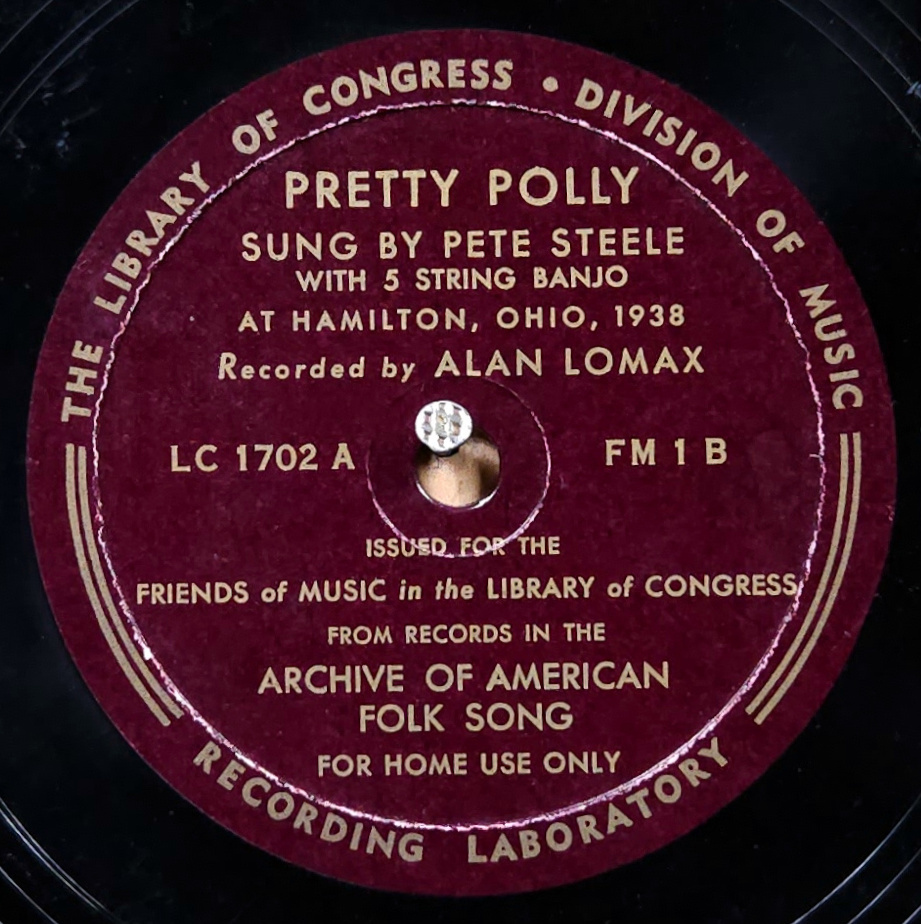 THE LIBRARY OF CONGRESS • DIVISION OF MUSIC
PRETTY POLLY
SUNG BY PETE STEELE
WITH 5 STRING BANJO
AT HAMILTON, OHIO, 1938
Recorded by ALAN LOMAX
LC 1702 A FM 1 B
ISSUED FOR THE
FRIENDS of MUSIC in the LIBRARY of CONGRESS
FROM RECORDS IN THE
ARCHIVE OF AMERICAN
FOLK SONG
FOR HOME USE ONLY
RECORDING LABORATORY